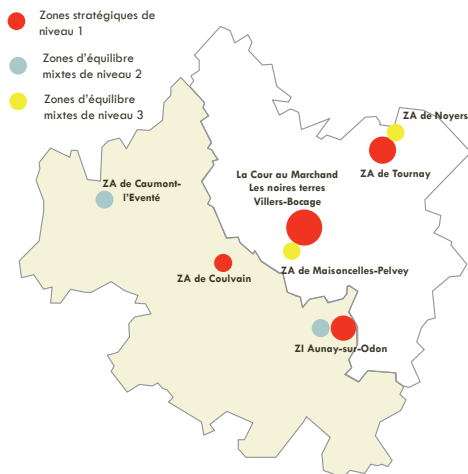 Zones stratégiques de
niveau 1
Zones d'équilibre
mixtes de niveau 2
Zones d'équilibre
mixtes de niveau 3
ZA de Noyers
ZA de Tournay
La Cour au Marchand
Les noires terres
Villers-Bocage
ZA de Caumont-
l'Eventé
ZA de Coulvain
ZA de Maisoncelles-Pelvey
ZI Aunay-sur-Odon